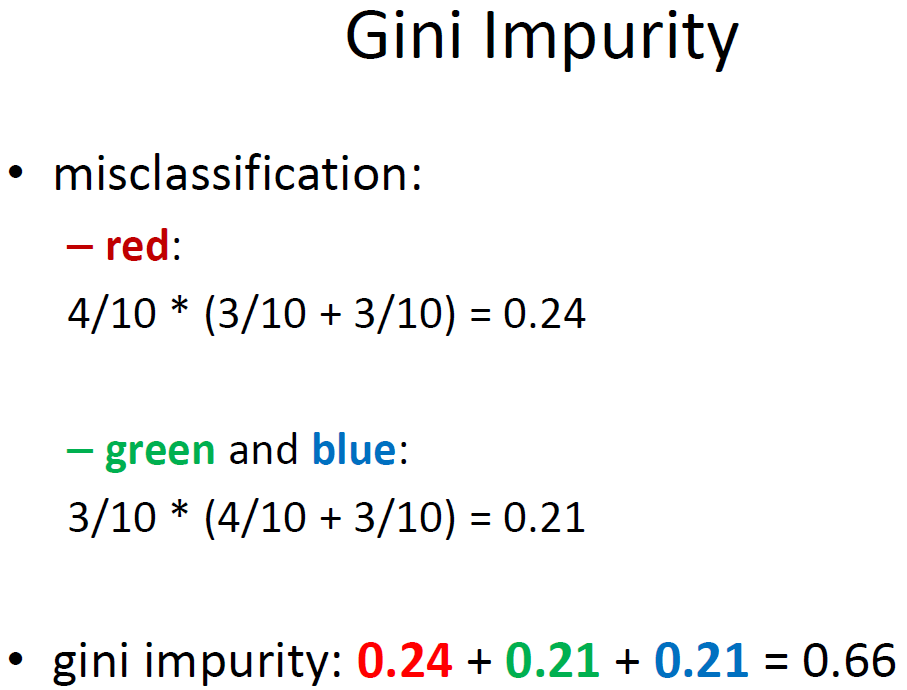 Gini Impurity
• misclassification:
– red:
4/10 * (3/10 + 3/10) = 0.24
– green and blue:
3/10 * (4/10 + 3/10) = 0.21
• gini impurity: 0.24 + 0.21 + 0.21 = 0.66